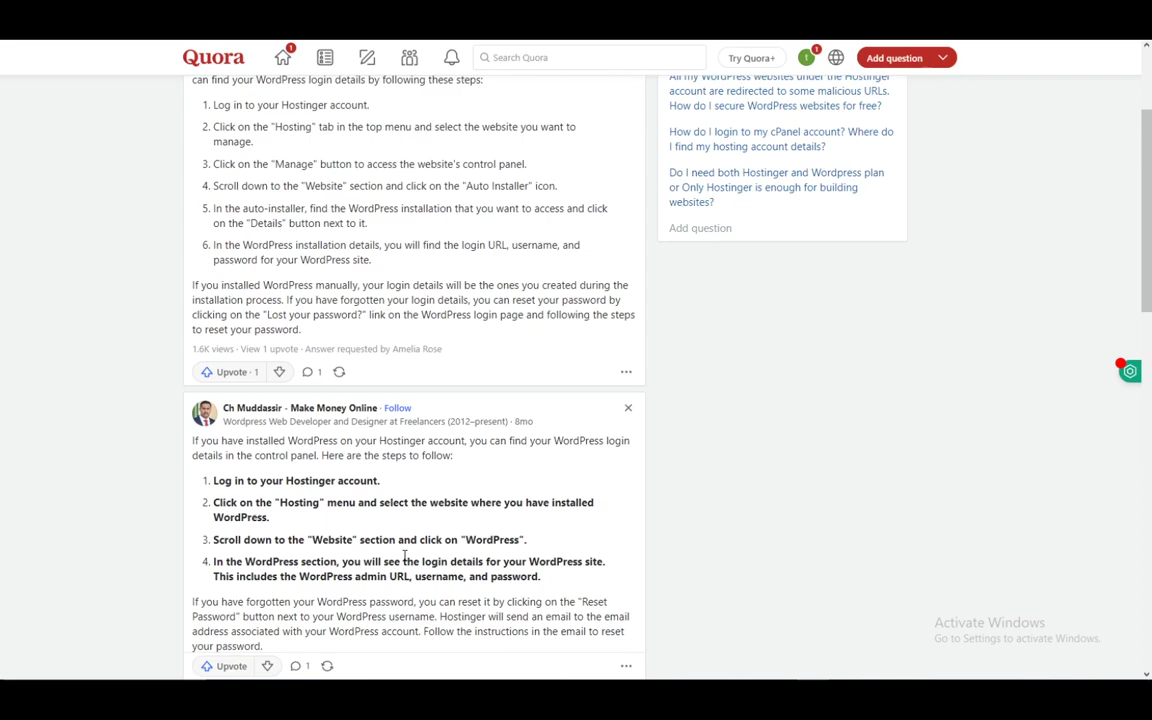 Quora
1
Search Quora
Try Quora+
1
1
Add question
can find your WordPress login details by following these steps:
1. Log in to your Hostinger account.
2. Click on the "Hosting" tab in the top menu and select the website you want to
manage.
3. Click on the "Manage" button to access the website's control panel.
4. Scroll down to the "Website" section and click on the "Auto Installer" icon.
5. In the auto-installer, find the WordPress installation that you want to access and click
on the "Details" button next to it.
6. In the WordPress installation details, you will find the login URL, username, and
password for your WordPress site.
If you installed WordPress manually, your login details will be the ones you created during the
installation process. If you have forgotten your login details, you can reset your password by
clicking on the "Lost your password?" link on the WordPress login page and following the steps
to reset your password.
1.6K views · View 1 upvote · Answer requested by Amelia Rose
Upvote · 1
1
Ch Muddassir - Make Money Online · Follow
Wordpress Web Developer and Designer at Freelancers (2012–present) · 8mo
If you have installed WordPress on your Hostinger account, you can find your WordPress login
details in the control panel. Here are the steps to follow:
1. Log in to your Hostinger account.
2. Click on the "Hosting" menu and select the website where you have installed
WordPress.
3. Scroll down to the "Website" section and click on "WordPress".
4. In the WordPress section, you will see the login details for your WordPress site.
This includes the WordPress admin URL, username, and password.
If you have forgotten your WordPress password, you can reset it by clicking on the "Reset
Password" button next to your WordPress username. Hostinger will send an email to the email
address associated with your WordPress account. Follow the instructions in the email to reset
your password.
Upvote
1
All my WordPress websites under the Hostinger
account are redirected to some malicious URLs.
How do I secure WordPress websites for free?
How do I login to my cPanel account? Where do
I find my hosting account details?
Do I need both Hostinger and Wordpress plan
or Only Hostinger is enough for building
websites?
Add question
Activate Windows
Go to Settings to activate Windows.